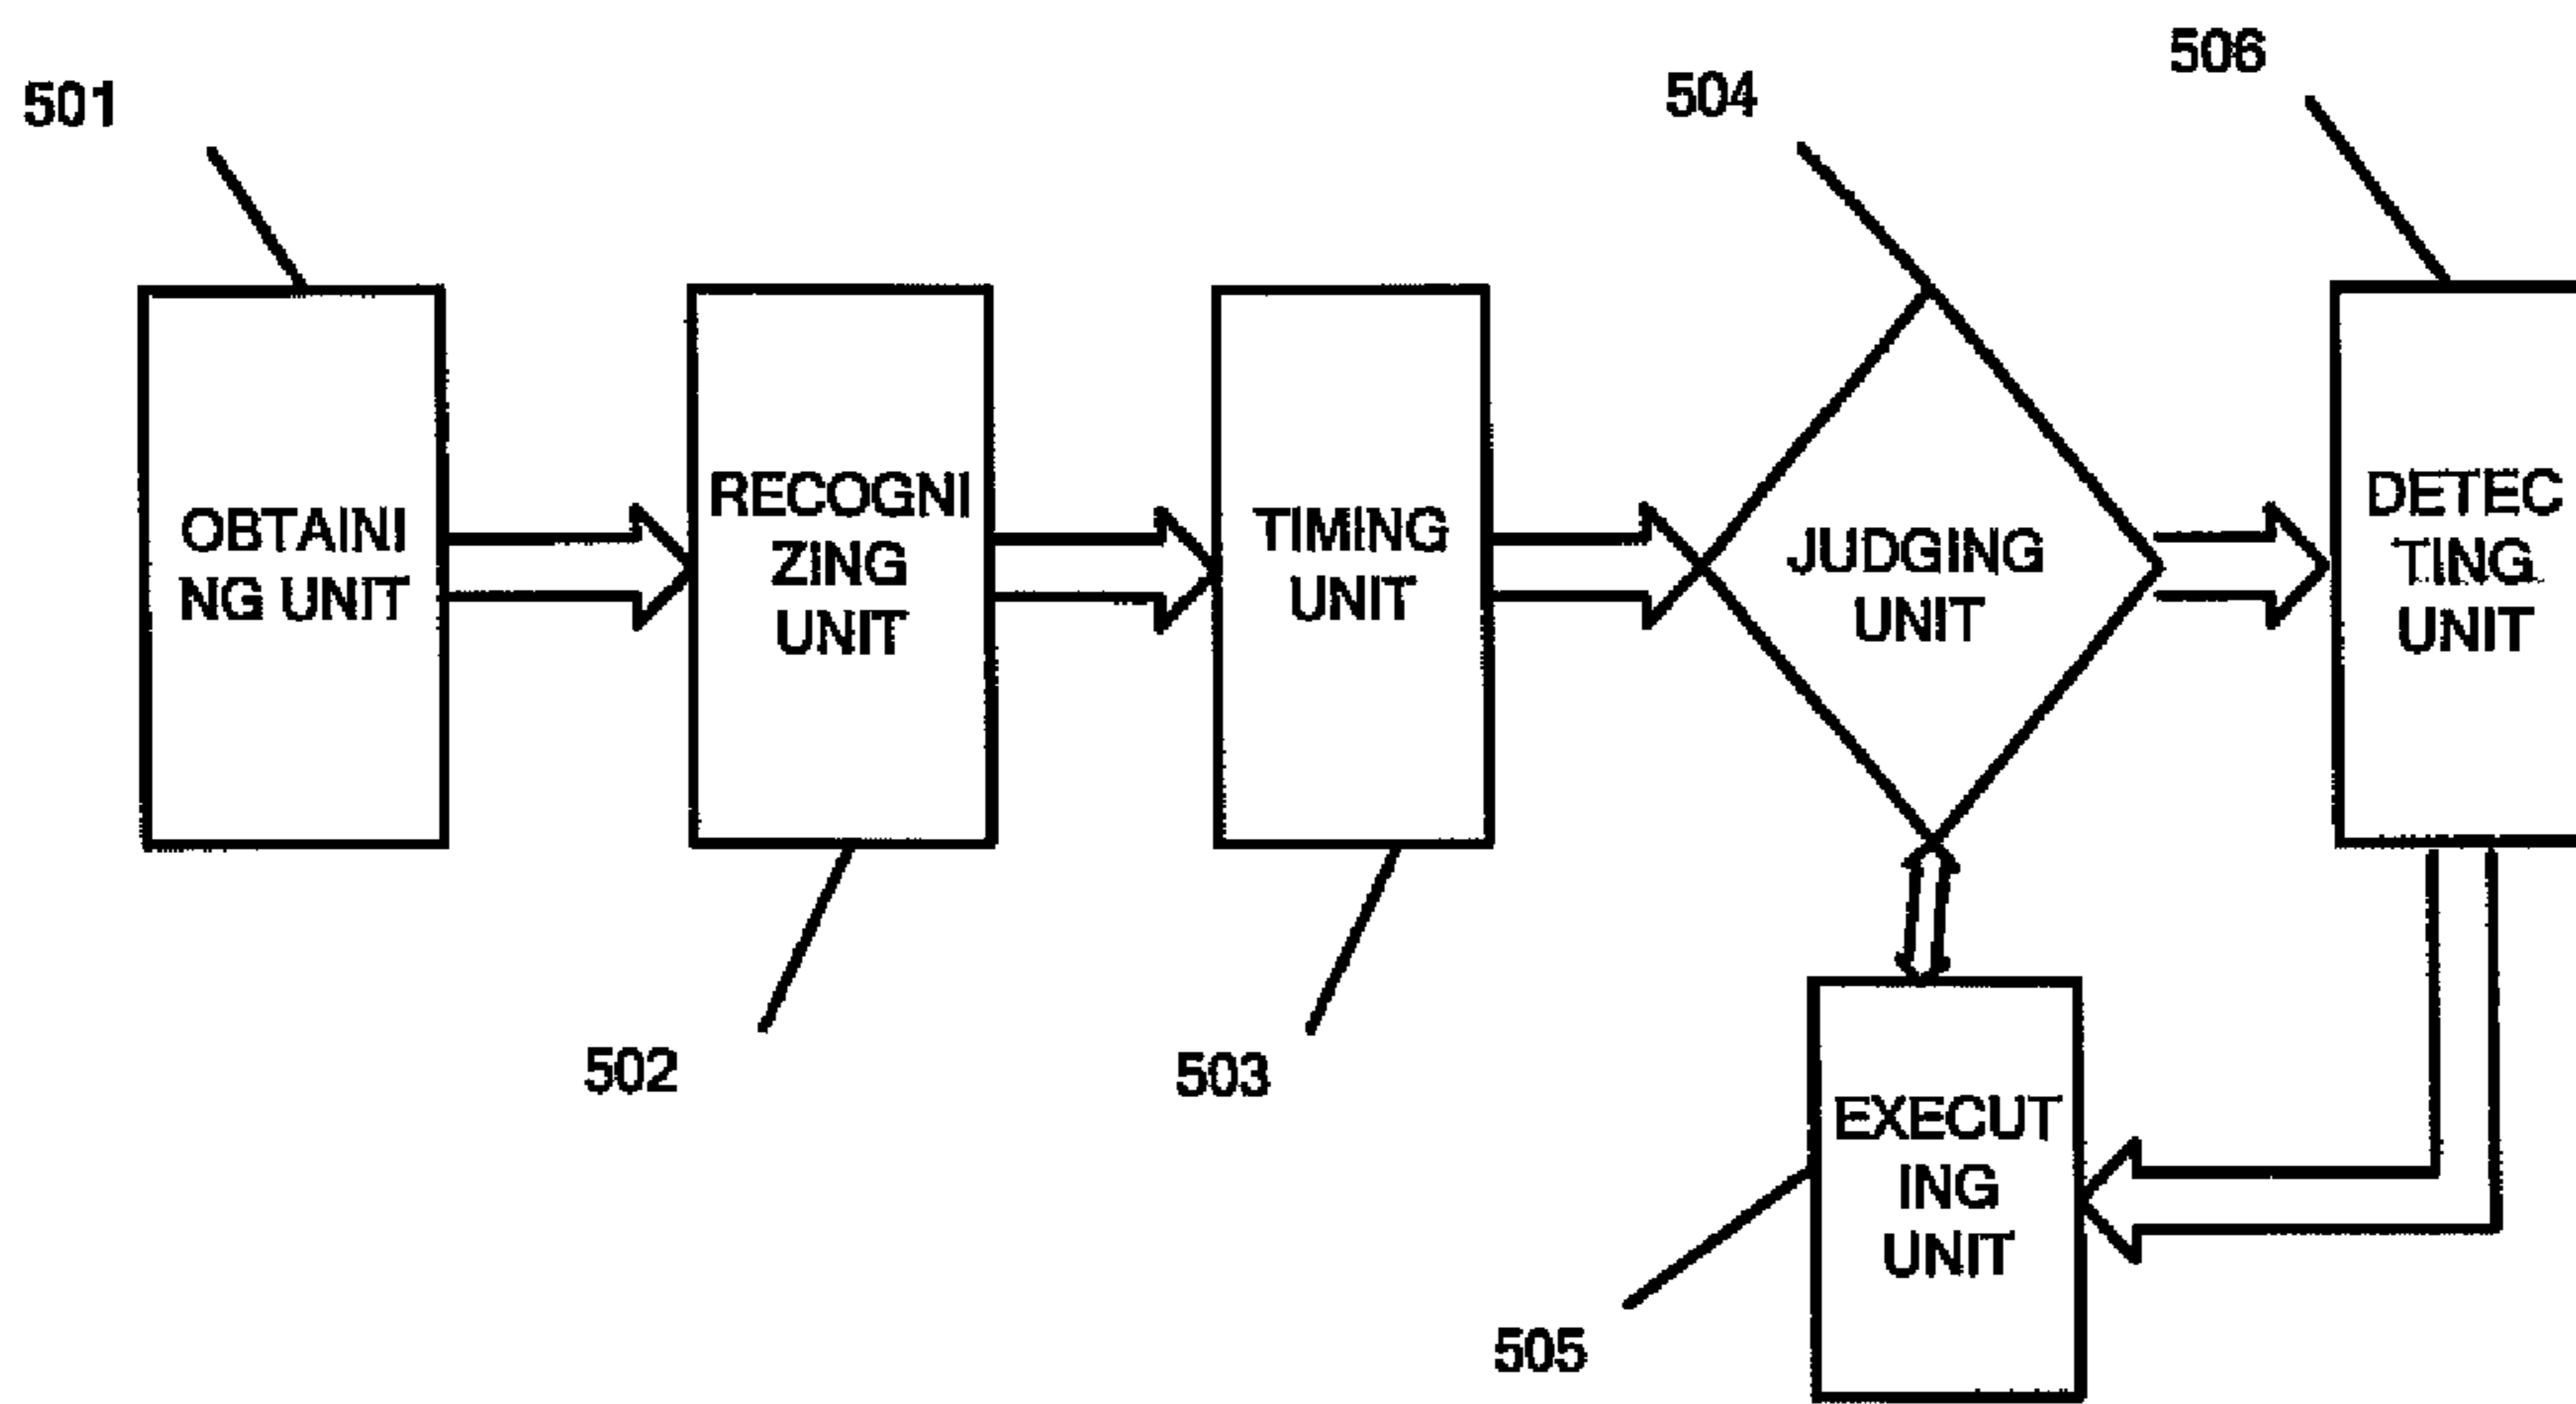 506
504
501
OBTAINI
NG UNIT
RECOGNI
ZING
UNIT
TIMING
UNIT
JUDGING
UNIT
DETEC
TING
UNIT
502
503
EXECUT
ING
UNIT
505